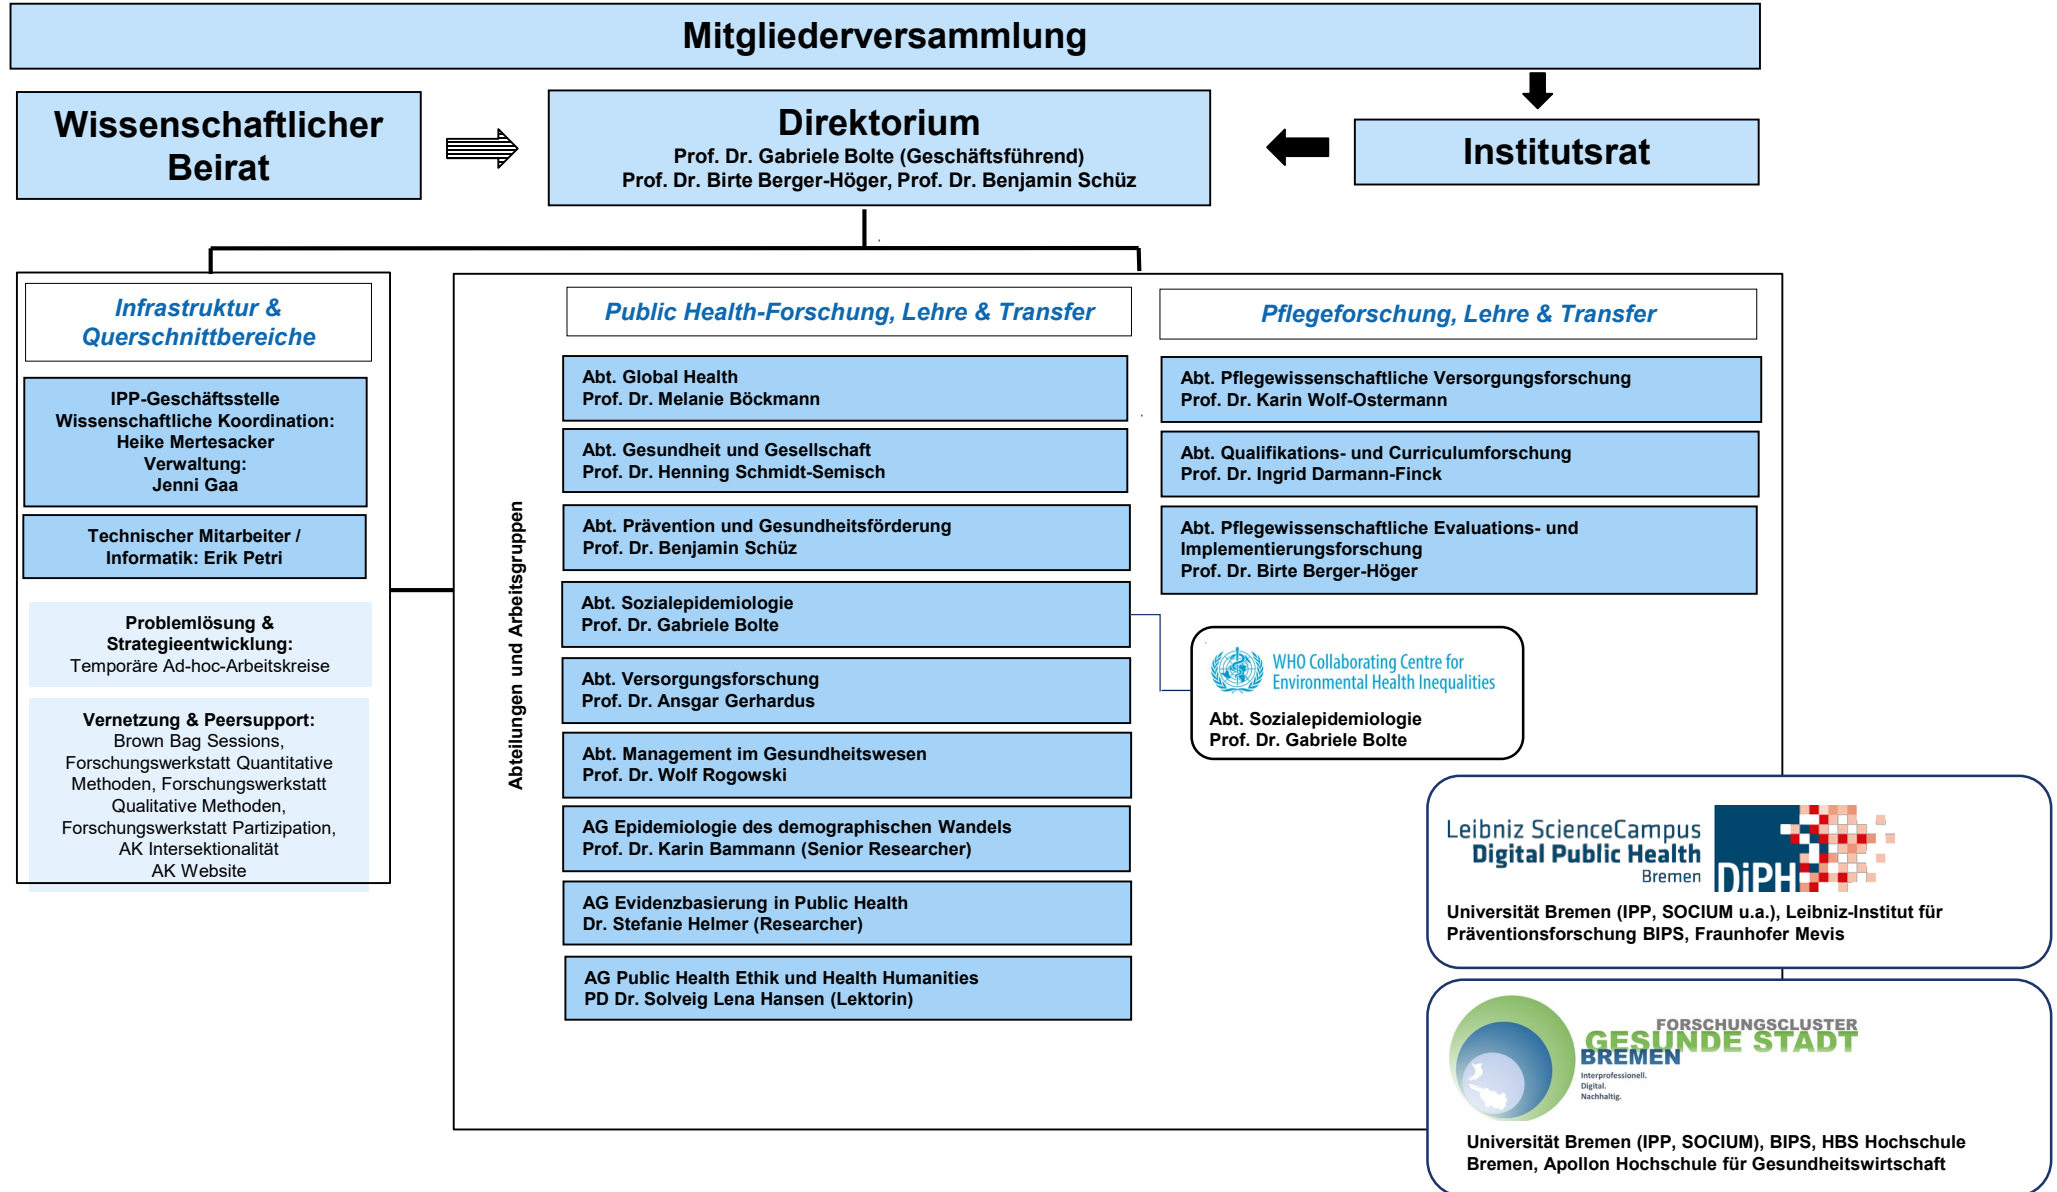 Mitgliederversammlung
Wissenschaftlicher
Beirat
Direktorium
Prof. Dr. Gabriele Bolte (Geschäftsführend)
Prof. Dr. Birte Berger-Höger, Prof. Dr. Benjamin Schüz
Institutsrat
Infrastruktur &
Querschnittbereiche
IPP-Geschäftsstelle
Wissenschaftliche Koordination:
Heike Mertesacker
Verwaltung:
Jenni Gaa
Technischer Mitarbeiter /
Informatik: Erik Petri
Problemlösung &
Strategieentwicklung:
Temporäre Ad-hoc-Arbeitskreise
Vernetzung & Peersupport:
Brown Bag Sessions,
Forschungswerkstatt Quantitative
Methoden, Forschungswerkstatt
Qualitative Methoden,
Forschungswerkstatt Partizipation,
AK Intersektionalität
AK Website
Abteilungen und Arbeitsgruppen
Public Health-Forschung, Lehre & Transfer
Abt. Global Health
Prof. Dr. Melanie Böckmann
Abt. Gesundheit und Gesellschaft
Prof. Dr. Henning Schmidt-Semisch
Abt. Prävention und Gesundheitsförderung
Prof. Dr. Benjamin Schüz
Abt. Sozialepidemiologie
Prof. Dr. Gabriele Bolte
Abt. Versorgungsforschung
Prof. Dr. Ansgar Gerhardus
Abt. Management im Gesundheitswesen
Prof. Dr. Wolf Rogowski
AG Epidemiologie des demographischen Wandels
Prof. Dr. Karin Bammann (Senior Researcher)
AG Evidenzbasierung in Public Health
Dr. Stefanie Helmer (Researcher)
AG Public Health Ethik und Health Humanities
PD Dr. Solveig Lena Hansen (Lektorin)
Pflegeforschung, Lehre & Transfer
Abt. Pflegewissenschaftliche Versorgungsforschung
Prof. Dr. Karin Wolf-Ostermann
Abt. Qualifikations- und Curriculumforschung
Prof. Dr. Ingrid Darmann-Finck
Abt. Pflegewissenschaftliche Evaluations- und
Implementierungsforschung
Prof. Dr. Birte Berger-Höger
WHO Collaborating Centre for
Environmental Health Inequalities
Abt. Sozialepidemiologie
Prof. Dr. Gabriele Bolte
Leibniz ScienceCampus
Digital Public Health
Bremen
DiPH
Universität Bremen (IPP, SOCIUM u.a.), Leibniz-Institut für
Präventionsforschung BIPS, Fraunhofer Mevis
FORSCHUNGSCLUSTER
GESUNDE STADT
BREMEN
Interprofessionell.
Digital.
Nachhaltig.
Universität Bremen (IPP, SOCIUM), BIPS, HBS Hochschule
Bremen, Apollon Hochschule für Gesundheitswirtschaft